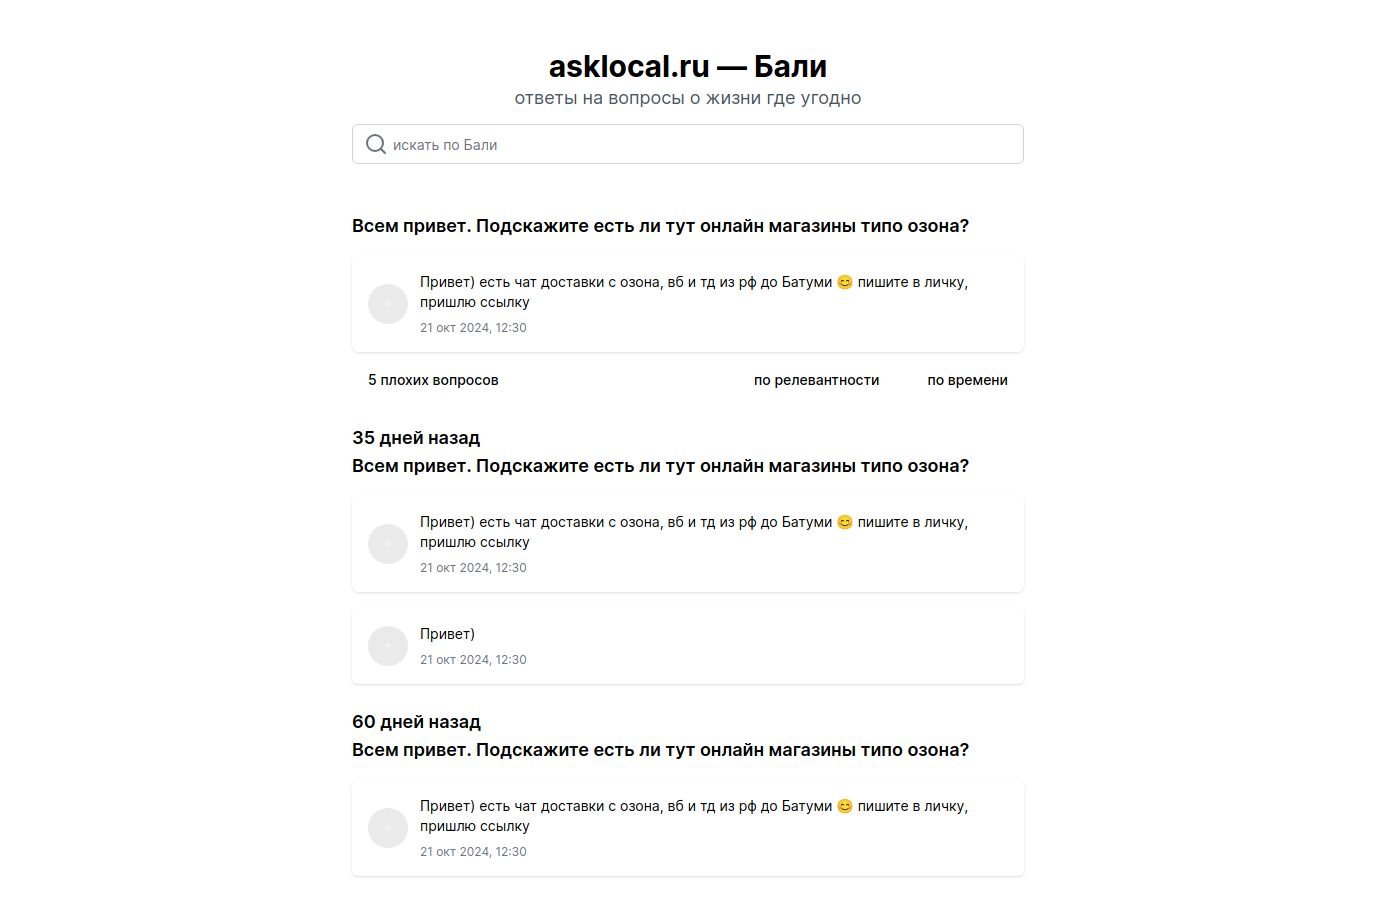 asklocal.ru — Бали
ответы на вопросы о жизни где угодно
искать по Бали
Всем привет. Подскажите есть ли тут онлайн магазины типо озона?
Привет) есть чат доставки с озона, вб и тд из рф до Батуми 😊 пишите в личку,
пришлю ссылку
21 окт 2024, 12:30
5 плохих вопросов по релевантности по времени
35 дней назад
Всем привет. Подскажите есть ли тут онлайн магазины типо озона?
Привет) есть чат доставки с озона, вб и тд из рф до Батуми 😊 пишите в личку,
пришлю ссылку
21 окт 2024, 12:30
Привет)
21 окт 2024, 12:30
60 дней назад
Всем привет. Подскажите есть ли тут онлайн магазины типо озона?
Привет) есть чат доставки с озона, вб и тд из рф до Батуми 😊 пишите в личку,
пришлю ссылку
21 окт 2024, 12:30